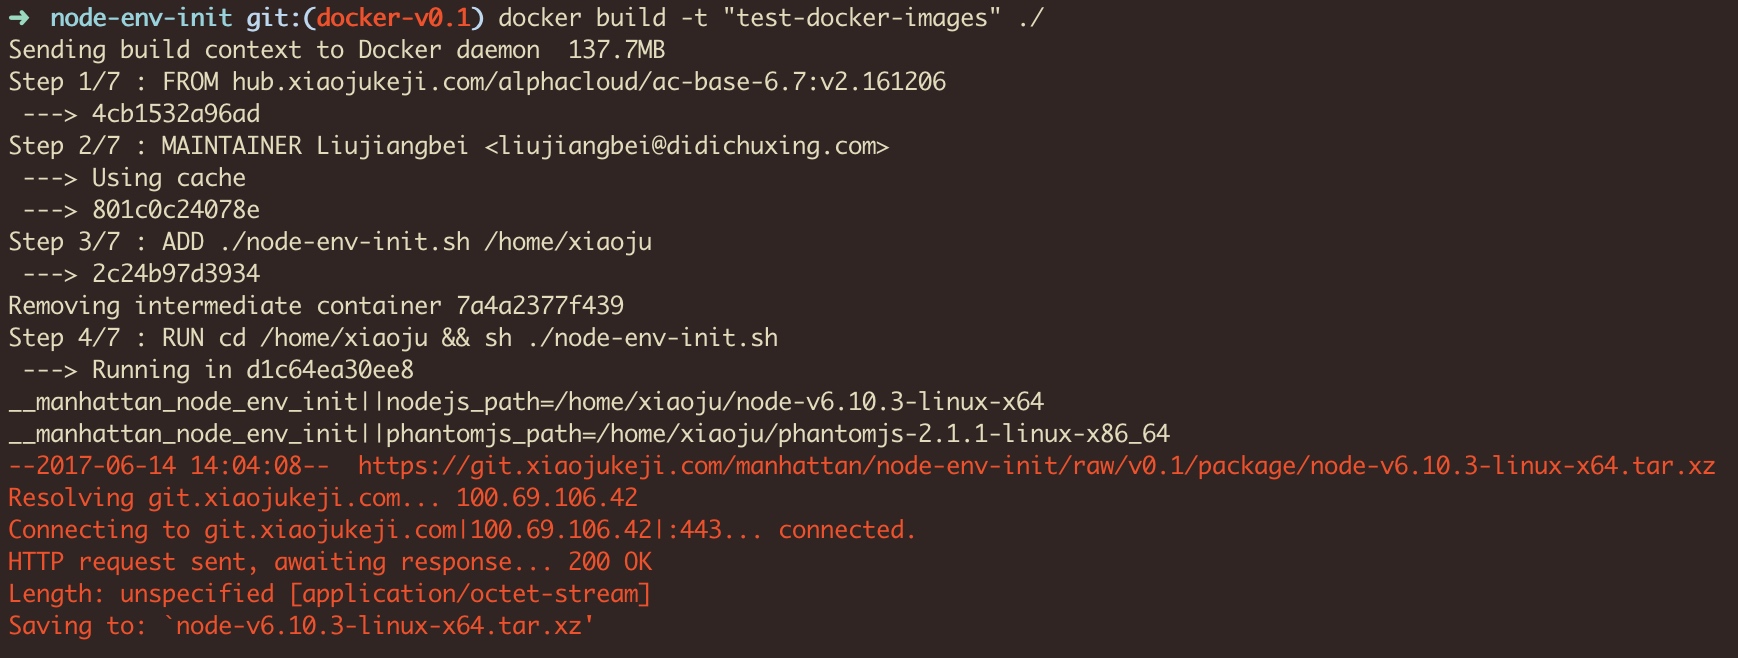 ➜  node-env-init git:(docker-v0.1) docker build -t "test-docker-images" ./
Sending build context to Docker daemon  137.7MB
Step 1/7 : FROM hub.xiaojukeji.com/alphacloud/ac-base-6.7:v2.161206
 ---> 4cb1532a96ad
Step 2/7 : MAINTAINER Liujiangbei <liujiangbei@didichuxing.com>
 ---> Using cache
 ---> 801c0c24078e
Step 3/7 : ADD ./node-env-init.sh /home/xiaoju
 ---> 2c24b97d3934
Removing intermediate container 7a4a2377f439
Step 4/7 : RUN cd /home/xiaoju && sh ./node-env-init.sh
 ---> Running in d1c64ea30ee8
__manhattan_node_env_init||nodejs_path=/home/xiaoju/node-v6.10.3-linux-x64
__manhattan_node_env_init||phantomjs_path=/home/xiaoju/phantomjs-2.1.1-linux-x86_64
--2017-06-14 14:04:08--  https://git.xiaojukeji.com/manhattan/node-env-init/raw/v0.1/package/node-v6.10.3-linux-x64.tar.xz
Resolving git.xiaojukeji.com... 100.69.106.42
Connecting to git.xiaojukeji.com|100.69.106.42|:443... connected.
HTTP request sent, awaiting response... 200 OK
Length: unspecified [application/octet-stream]
Saving to: `node-v6.10.3-linux-x64.tar.xz'